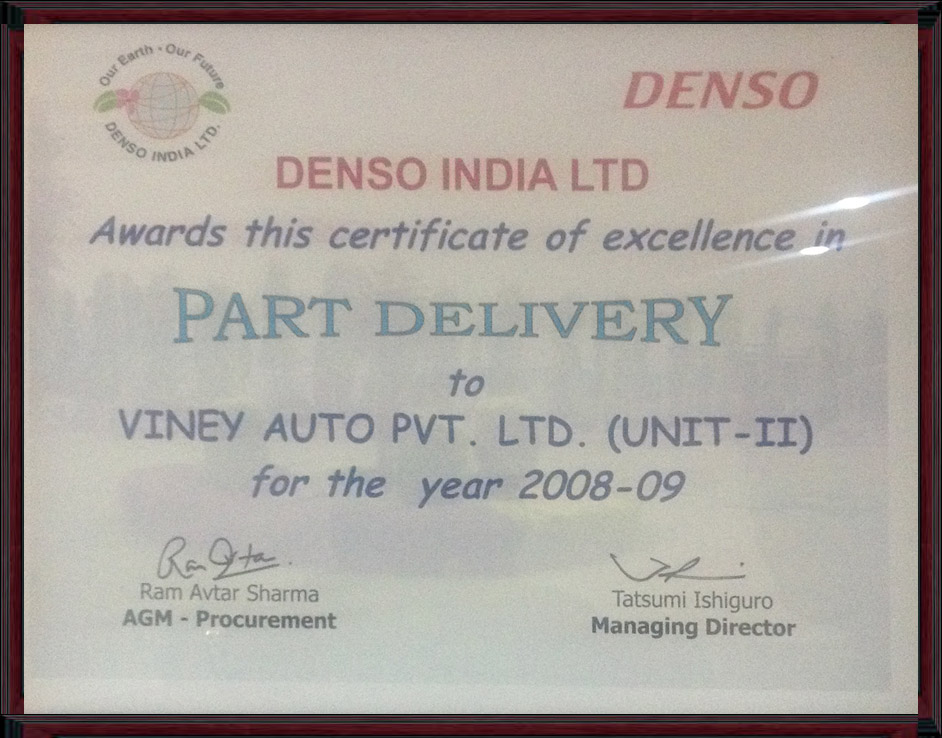 Our Earth - Our Future
DENSO INDIA LTD.
DENSO
DENSO INDIA LTD
Awards this certificate of excellence in
PART DELIVERY
to
VINEY AUTO PVT. LTD. (UNIT-II)
for the year 2008-09
Ram Avtar Sharma
AGM - Procurement
Tatsumi Ishiguro
Managing Director